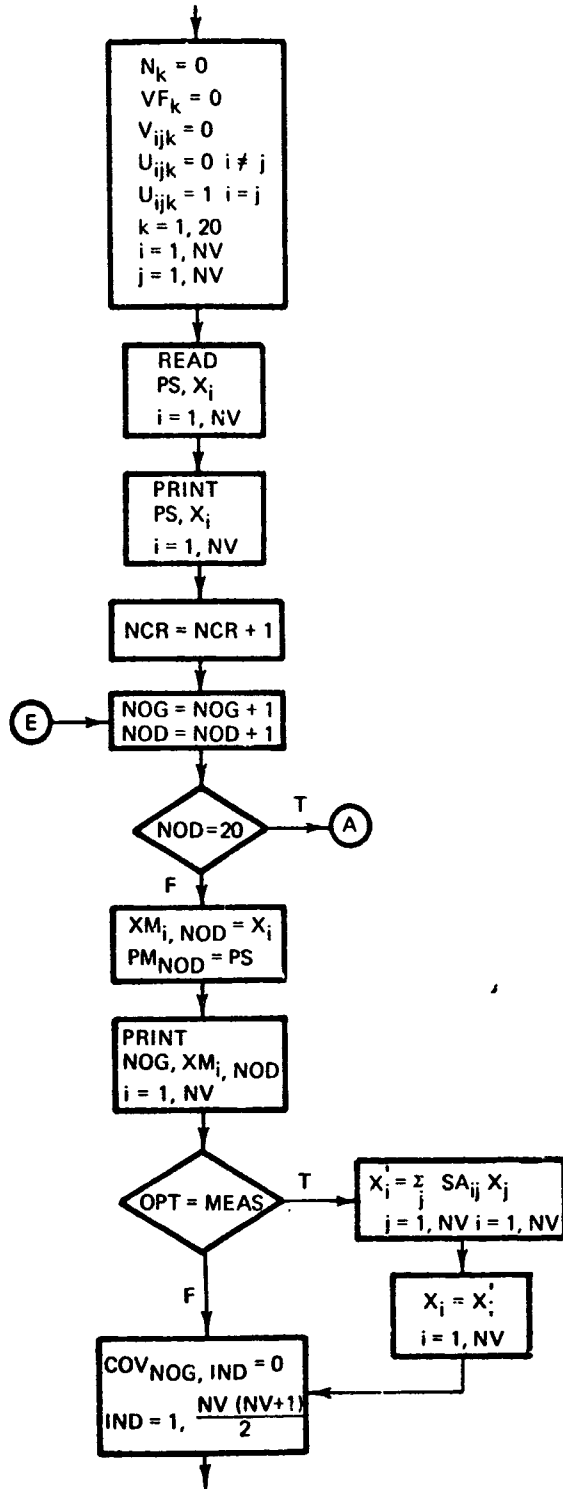 N_k = 0
VF_k = 0
V_ijk = 0
U_ijk = 0 i ≠ j
U_ijk = 1 i = j
k = 1, 20
i = 1, NV
j = 1, NV
READ
PS, X_i
i = 1, NV
PRINT
PS, X_i
i = 1, NV
NCR = NCR + 1
E
NOG = NOG + 1
NOD = NOD + 1
NOD = 20
T
A
F
XM_i, NOD = X_i
PM_NOD = PS
PRINT
NOG, XM_i, NOD
i = 1, NV
OPT = MEAS
T
X'_i = Σ_j SA_ij X_j
j = 1, NV i = 1, NV
F
X_i = X'_i
i = 1, NV
COV_NOG, IND = 0
IND = 1, NV (NV+1) / 2